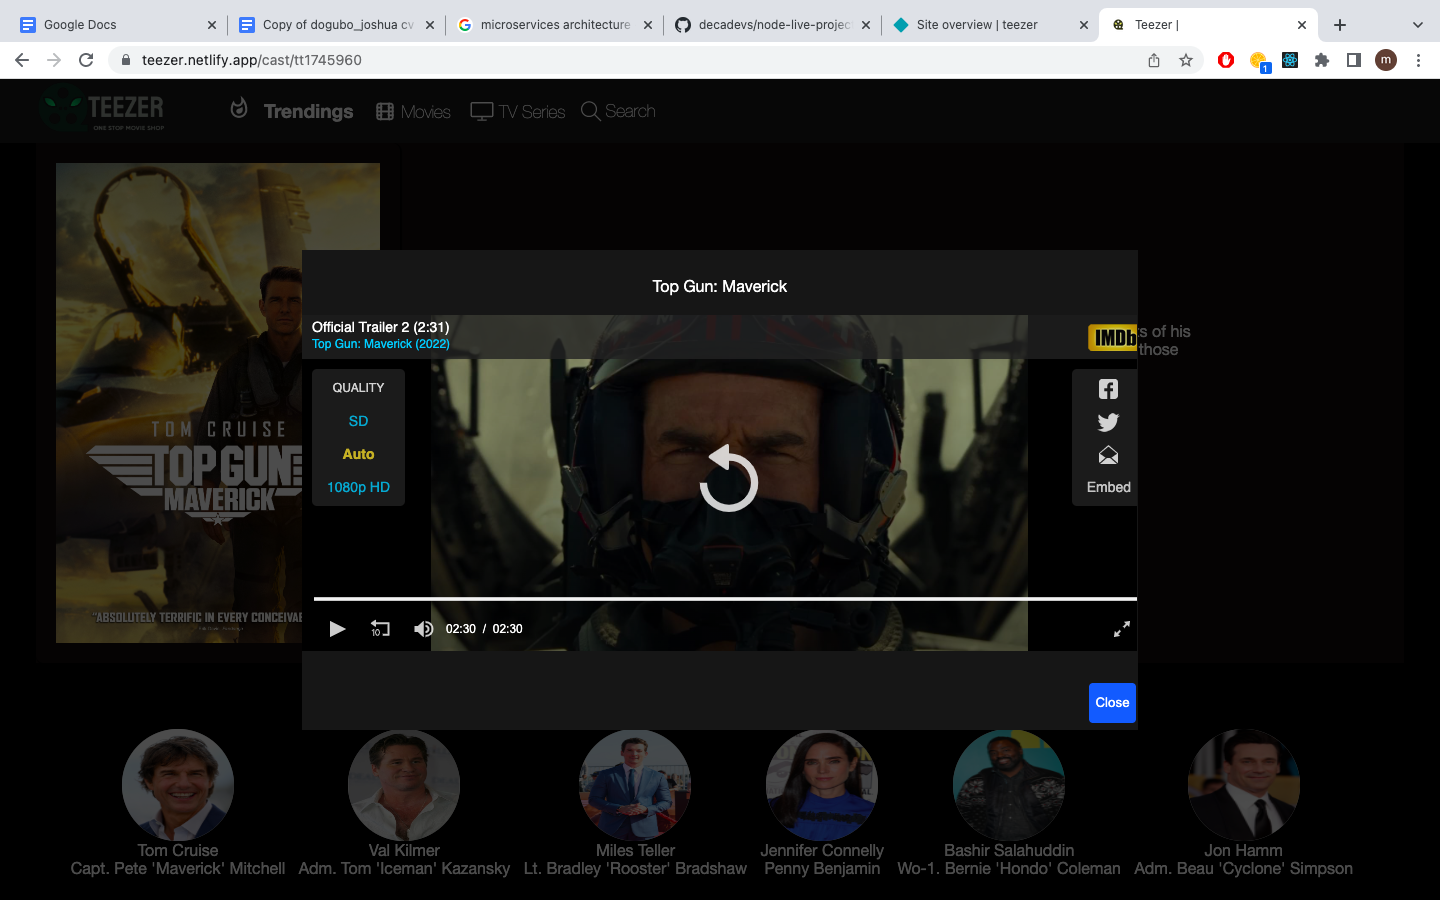 Google Docs
Copy of dogubo_joshua cv
microservices architecture
decadevs/node-live-projec
Site overview | teezer
Teezer |
teezer.netlify.app/cast/tt1745960
1
m
TEEZER
ONE STOP MOVIE SHOP
Trendings
Movies
TV Series
Search
TOM CRUISE
TOP GUN
MAVERICK
"ABSOLUTELY TERRIFIC IN EVERY CONCEIVA
Top Gun: Maverick
Official Trailer 2 (2:31)
Top Gun: Maverick (2022)
IMDb
s of his
those
QUALITY
SD
Auto
1080p HD
Embed
10
02:30 / 02:30
Close
Tom Cruise
Capt. Pete 'Maverick' Mitchell
Val Kilmer
Adm. Tom 'Iceman' Kazansky
Miles Teller
Lt. Bradley 'Rooster' Bradshaw
Jennifer Connelly
Penny Benjamin
Bashir Salahuddin
Wo-1. Bernie 'Hondo' Coleman
Jon Hamm
Adm. Beau 'Cyclone' Simpson